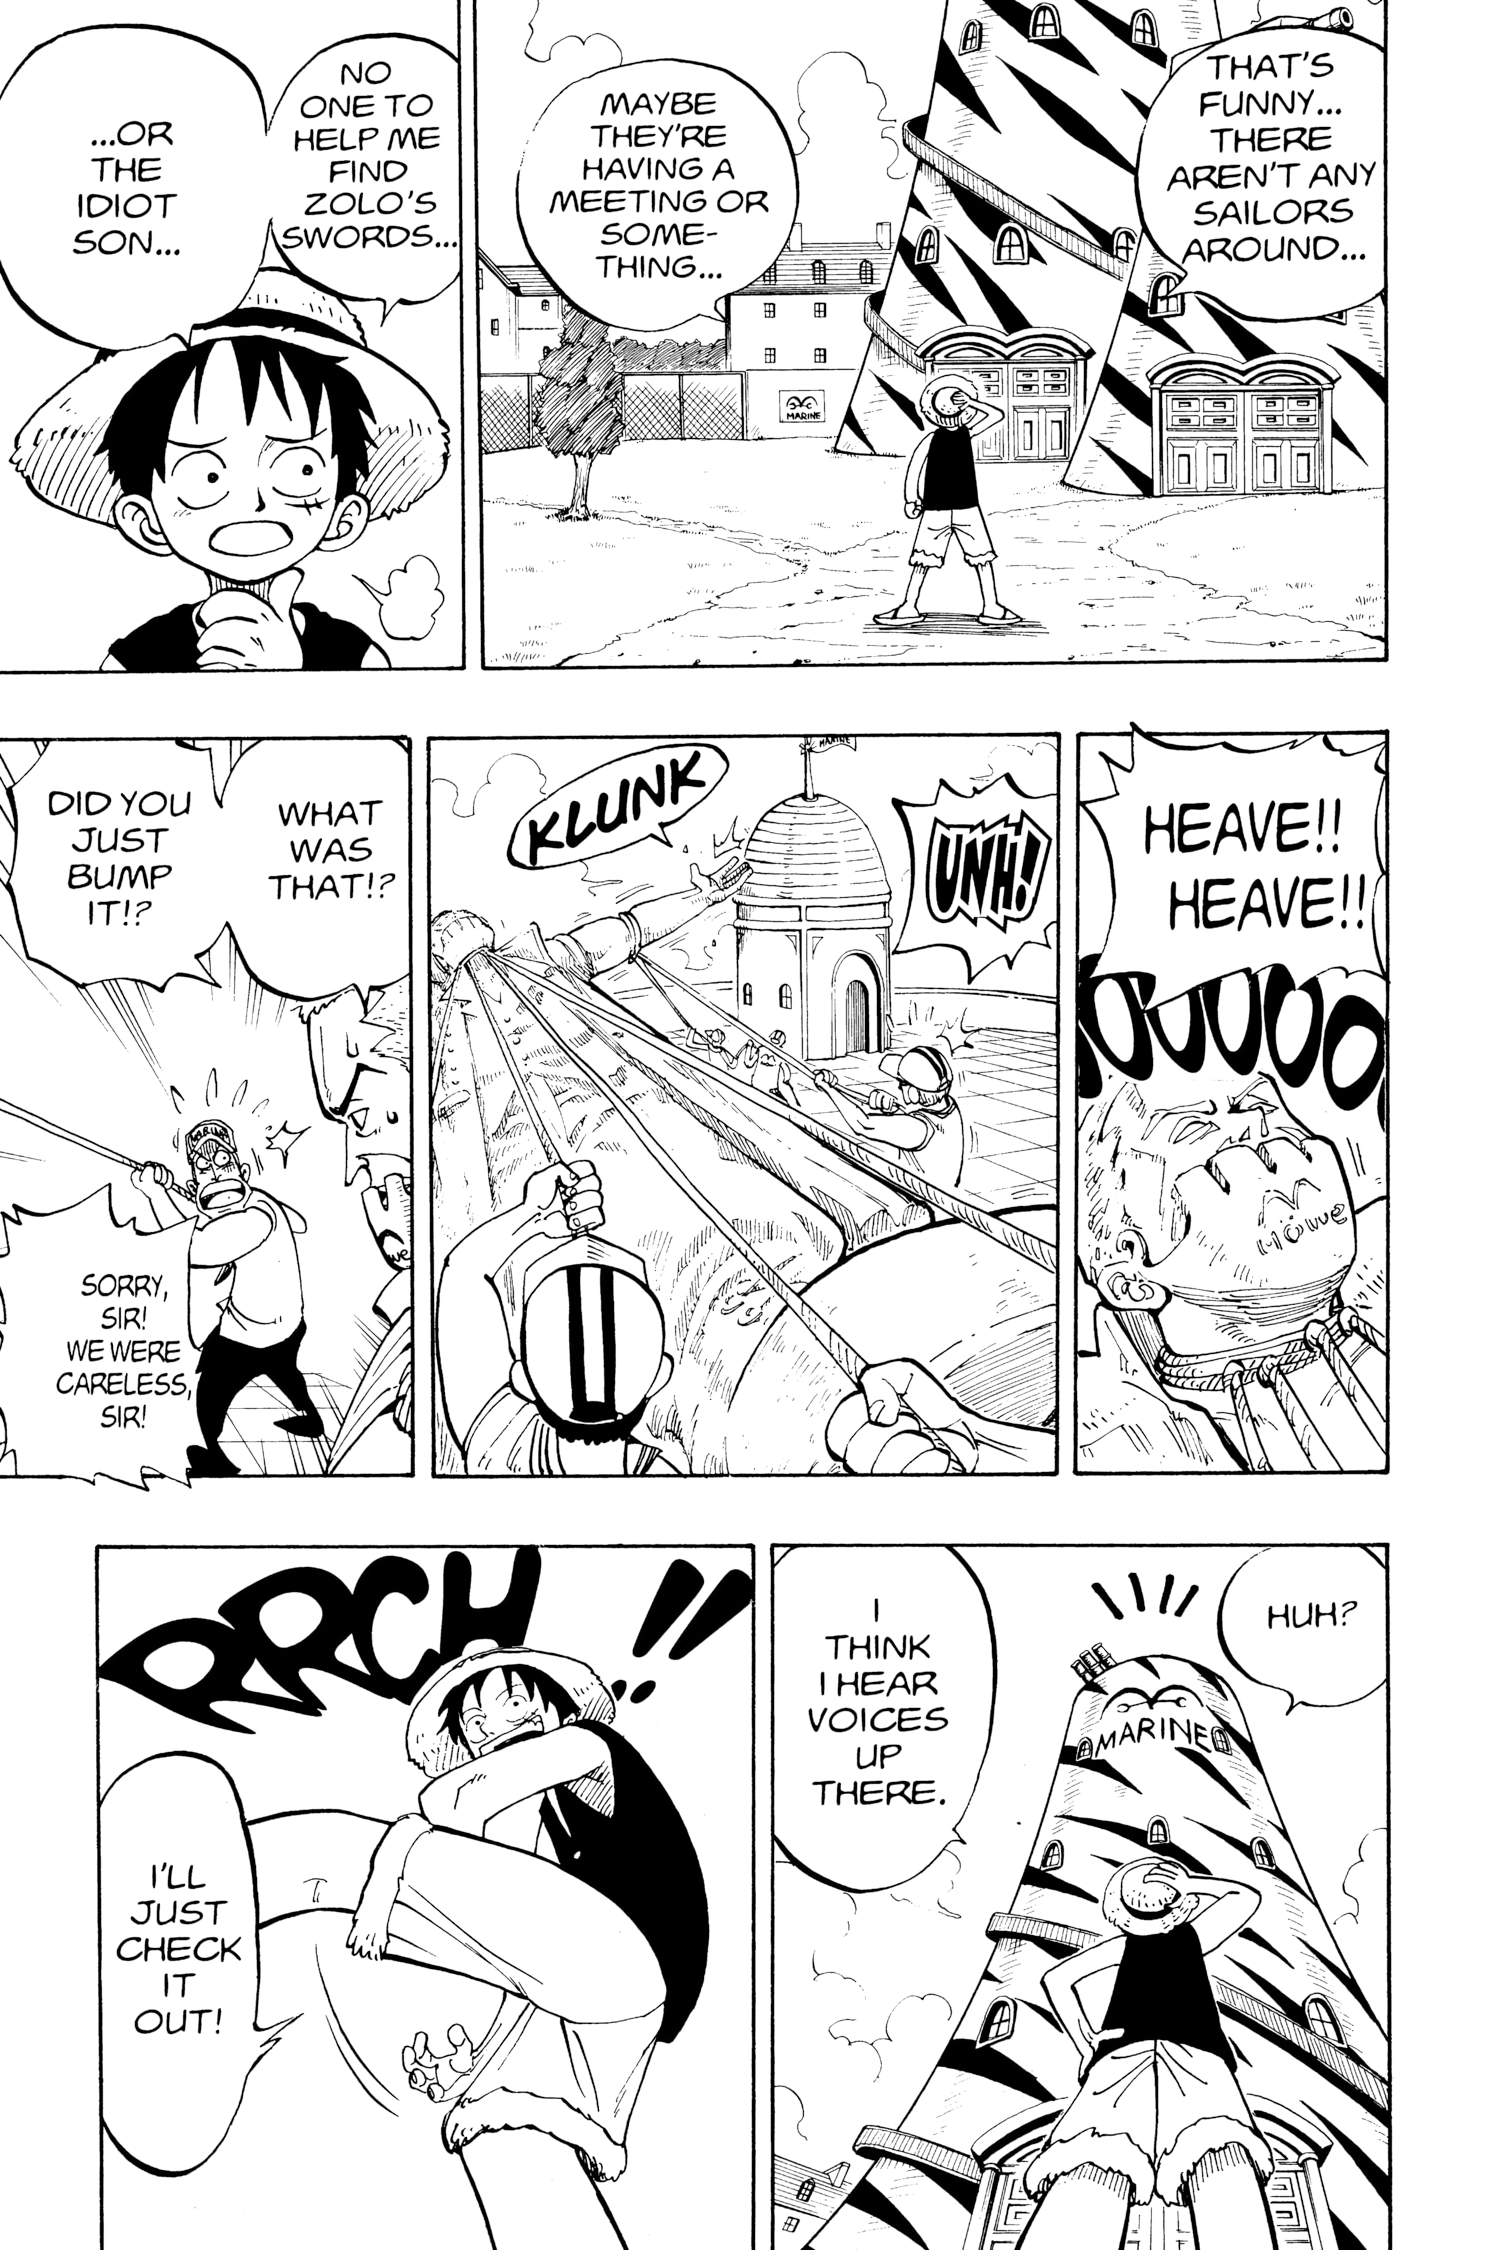 THAT'S
FUNNY...
THERE
AREN'T ANY
SAILORS
AROUND...
MAYBE
THEY'RE
HAVING A
MEETING OR
SOME-
THING...
MARINE
NO
ONE TO
HELP ME
FIND
ZOLO'S
SWORDS...
...OR
THE
IDIOT
SON...
HEAVE!!
HEAVE!!
UNH!
MARINE
KLUNK
WHAT
WAS
THAT!?
DID YOU
JUST
BUMP
IT!?
SORRY,
SIR!
WE WERE
CARELESS,
SIR!
HUH?
I
THINK
I HEAR
VOICES
UP
THERE.
MARINE
RRCH
!!
I'LL
JUST
CHECK
IT
OUT!